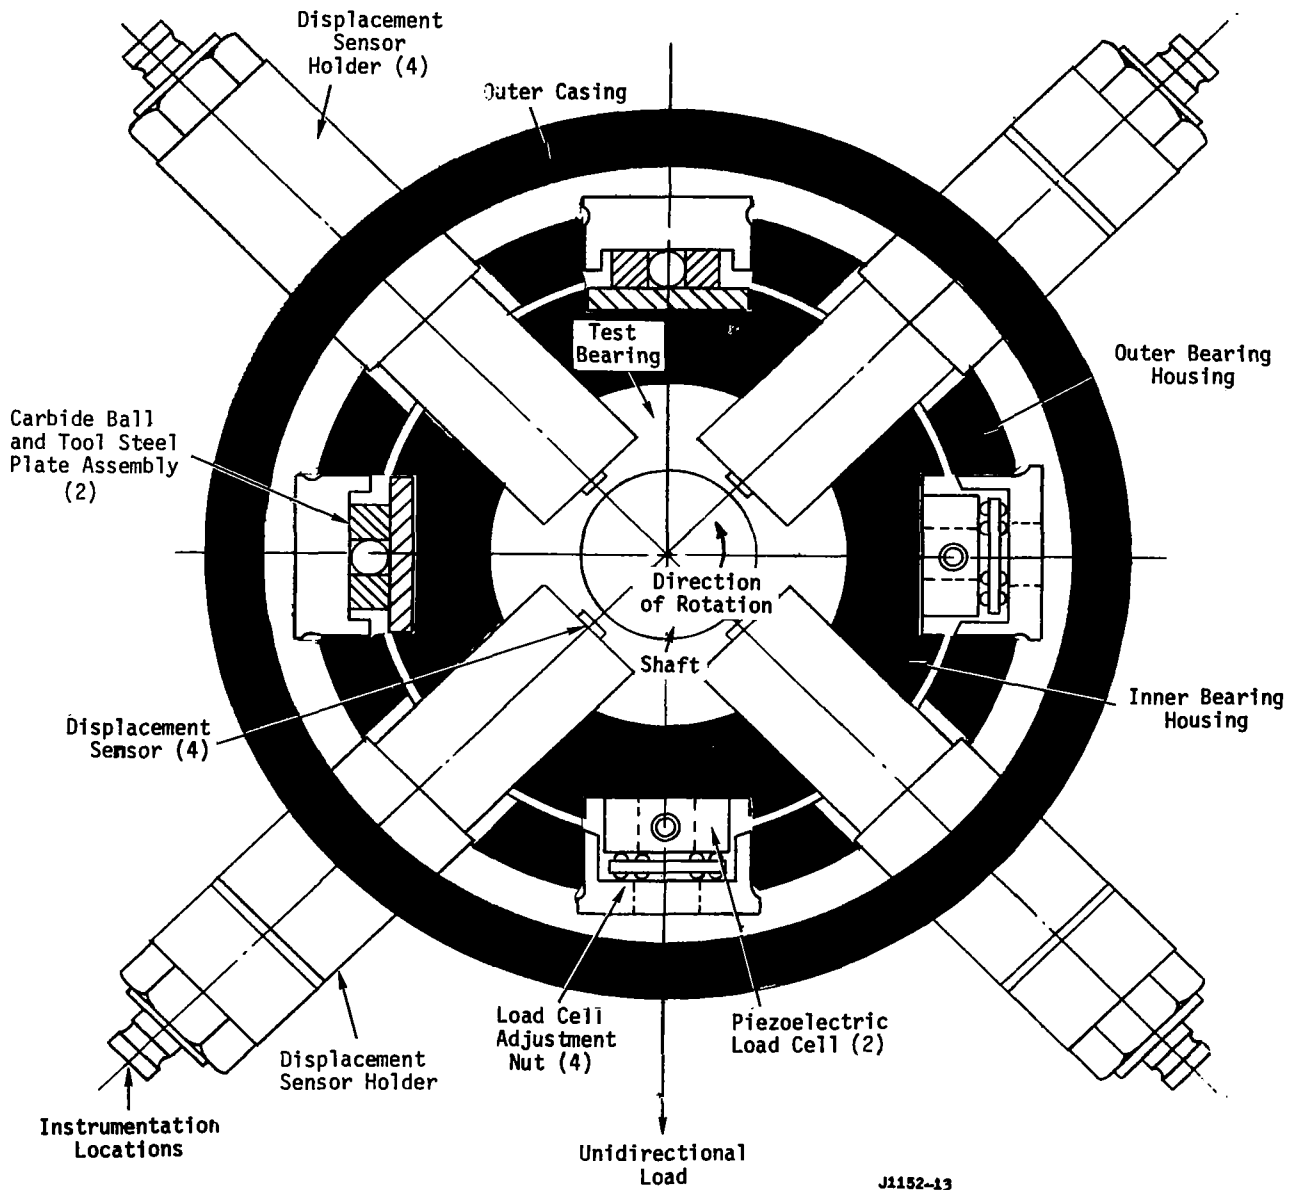 Displacement
Sensor
Holder (4)
Outer Casing
Test
Bearing
Outer Bearing
Housing
Carbide Ball
and Tool Steel
Plate Assembly
(2)
Direction
of Rotation
Shaft
Inner Bearing
Housing
Displacement
Sensor (4)
Load Cell
Adjustment
Nut (4)
Piezoelectric
Load Cell (2)
Displacement
Sensor Holder
Instrumentation
Locations
Unidirectional
Load
J1152-13